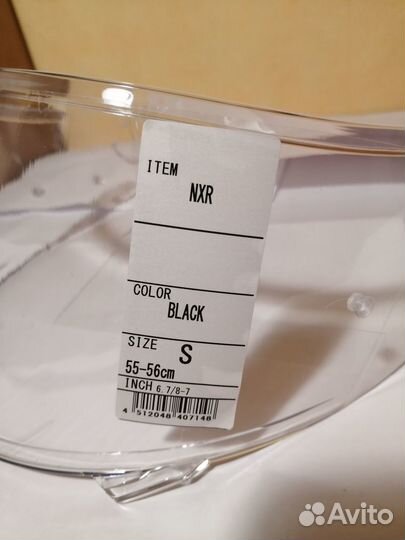 ITEM
NXR
COLOR
BLACK
SIZE
S
55-56cm
INCH 6.7/8-7
4 512048 407148
Avito